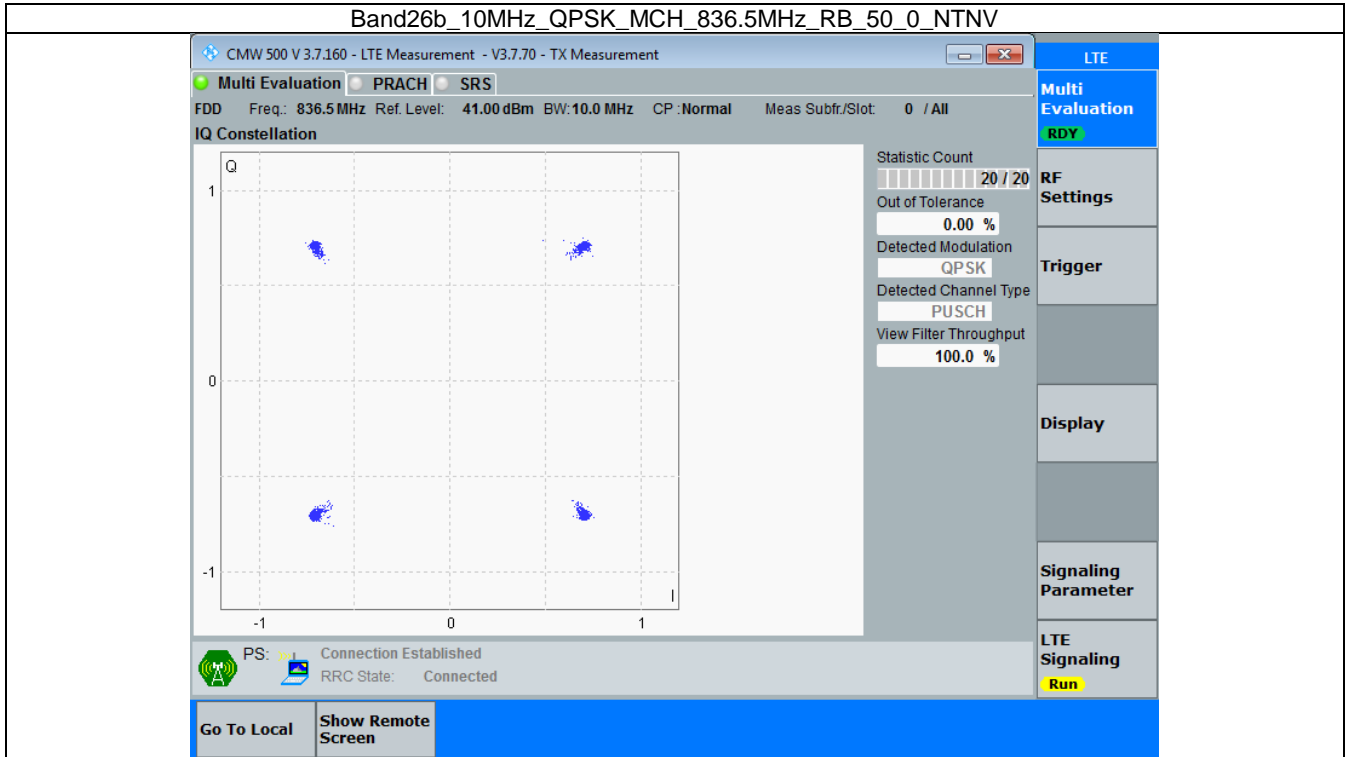 Band26b_10MHz_QPSK_MCH_836.5MHz_RB_50_0_NTNV
CMW 500 V 3.7.160 - LTE Measurement - V3.7.70 - TX Measurement
LTE
Multi Evaluation PRACH SRS
FDD Freq.: 836.5 MHz Ref. Level: 41.00 dBm BW: 10.0 MHz CP : Normal Meas Subfr./Slot: 0 / All
IQ Constellation
Multi
Evaluation
RDY
Q
1
0
-1
I
-1 0 1
Statistic Count
20 / 20
Out of Tolerance
0.00 %
Detected Modulation
QPSK
Detected Channel Type
PUSCH
View Filter Throughput
100.0 %
RF
Settings
Trigger
Display
Signaling
Parameter
LTE
Signaling
Run
PS: Connection Established
RRC State: Connected
Go To Local
Show Remote
Screen